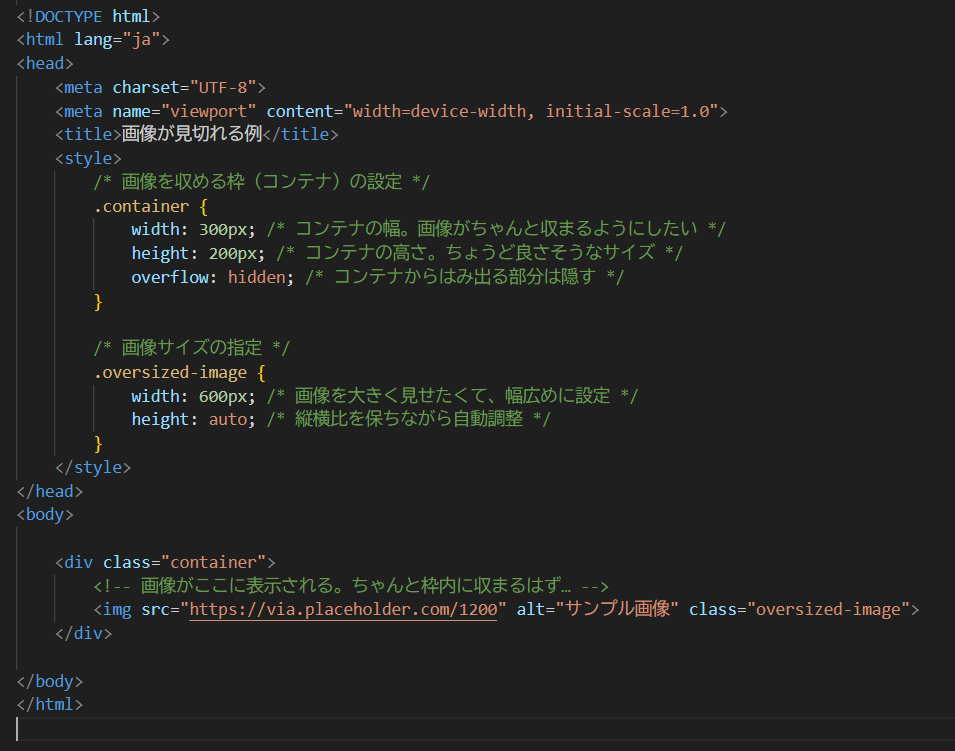 <!DOCTYPE html>
<html lang="ja">
<head>
    <meta charset="UTF-8">
    <meta name="viewport" content="width=device-width, initial-scale=1.0">
    <title>画像が見切れる例</title>
    <style>
        /* 画像を収める枠（コンテナ）の設定 */
        .container {
            width: 300px; /* コンテナの幅。画像がちゃんと収まるようにしたい */
            height: 200px; /* コンテナの高さ。ちょうど良さそうなサイズ */
            overflow: hidden; /* コンテナからはみ出る部分は隠す */
        }

        /* 画像サイズの指定 */
        .oversized-image {
            width: 600px; /* 画像を大きく見せたくて、幅広めに設定 */
            height: auto; /* 縦横比を保ちながら自動調整 */
        }
    </style>
</head>
<body>

    <div class="container">
        <!-- 画像がここに表示される。ちゃんと枠内に収まるはず… -->
        <img src="https://via.placeholder.com/1200" alt="サンプル画像" class="oversized-image">
    </div>

</body>
</html>